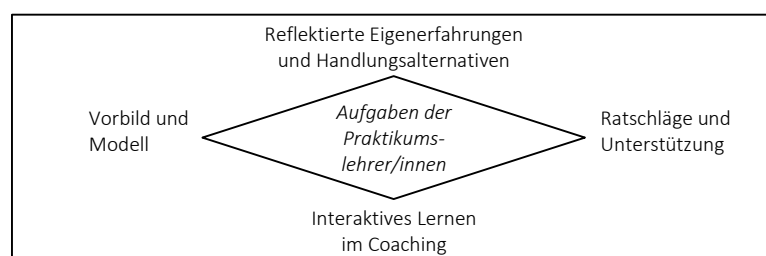 Reflektierte Eigenerfahrungen
und Handlungsalternativen
Vorbild und
Modell
Aufgaben der
Praktikums-
lehrer/innen
Ratschläge und
Unterstützung
Interaktives Lernen
im Coaching